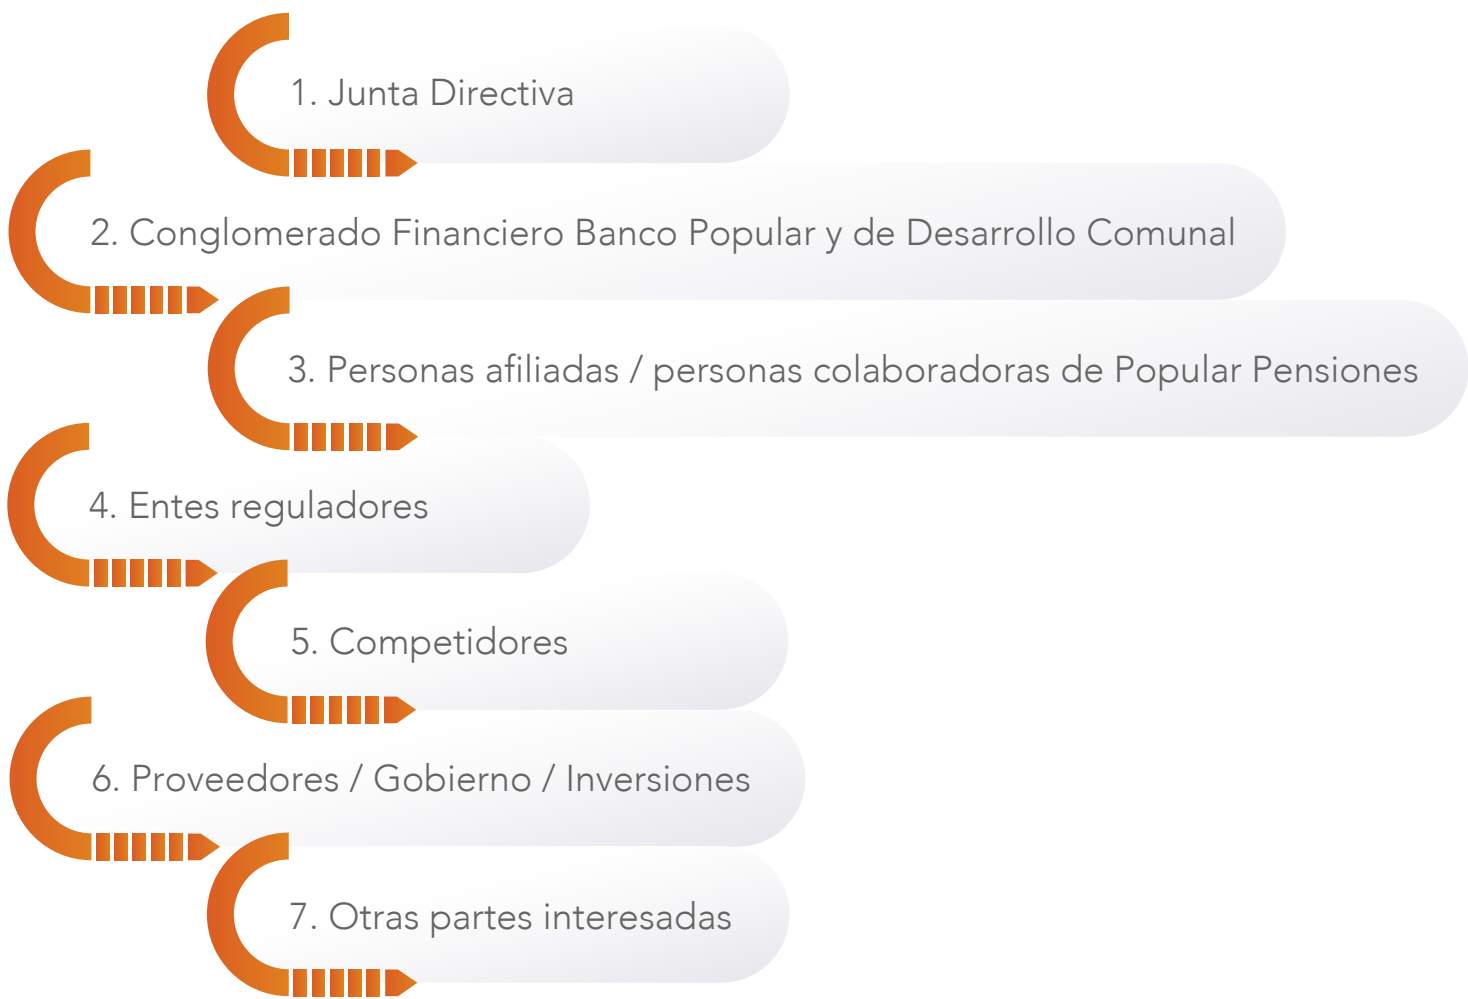 1. Junta Directiva
2. Conglomerado Financiero Banco Popular y de Desarrollo Comunal
3. Personas afiliadas / personas colaboradoras de Popular Pensiones
4. Entes reguladores
5. Competidores
6. Proveedores / Gobierno / Inversiones
7. Otras partes interesadas